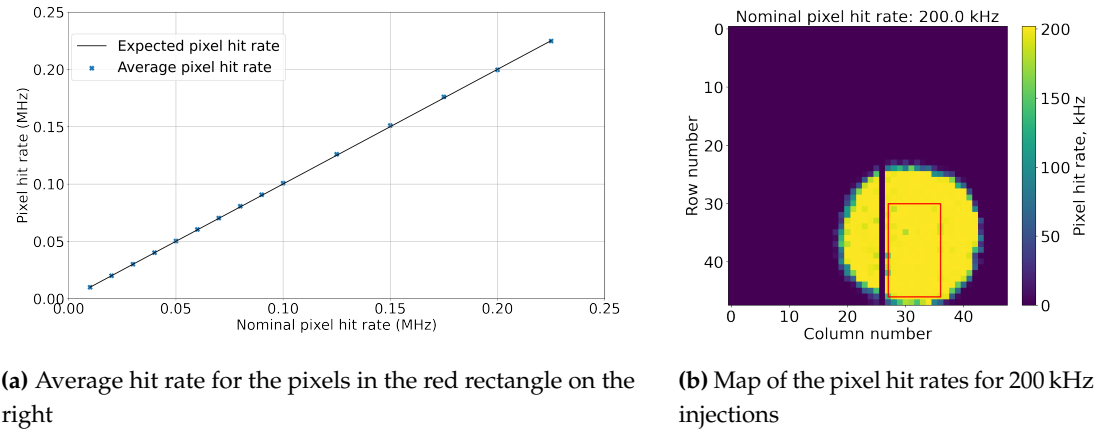 0.25
0.20
0.15
0.10
0.05
0.00
Pixel hit rate (MHz)
Expected pixel hit rate
Average pixel hit rate
0.00 0.05 0.10 0.15 0.20 0.25
Nominal pixel hit rate (MHz)
Nominal pixel hit rate: 200.0 kHz
0
10
20
30
40
Row number
0 10 20 30 40
Column number
200
150
100
50
0
Pixel hit rate, kHz
(a) Average hit rate for the pixels in the red rectangle on the
right
(b) Map of the pixel hit rates for 200 kHz
injections